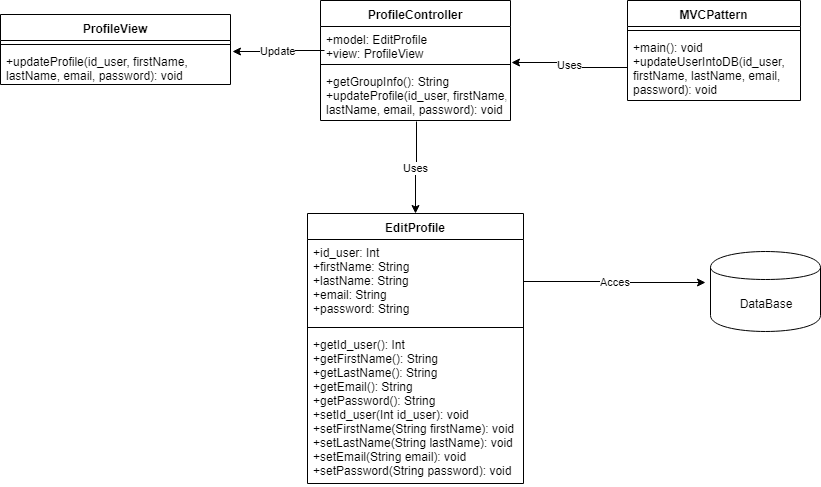 ProfileView
+updateProfile(id_user, firstName,
lastName, email, password): void
Update
ProfileController
+model: EditProfile
+view: ProfileView
+getGroupInfo(): String
+updateProfile(id_user, firstName,
lastName, email, password): void
Uses
MVCPattern
+main(): void
+updateUserIntoDB(id_user,
firstName, lastName, email,
password): void
Uses
EditProfile
+id_user: Int
+firstName: String
+lastName: String
+email: String
+password: String
+getId_user(): Int
+getFirstName(): String
+getLastName(): String
+getEmail(): String
+getPassword(): String
+setId_user(Int id_user): void
+setFirstName(String firstName): void
+setLastName(String lastName): void
+setEmail(String email): void
+setPassword(String password): void
Acces
DataBase